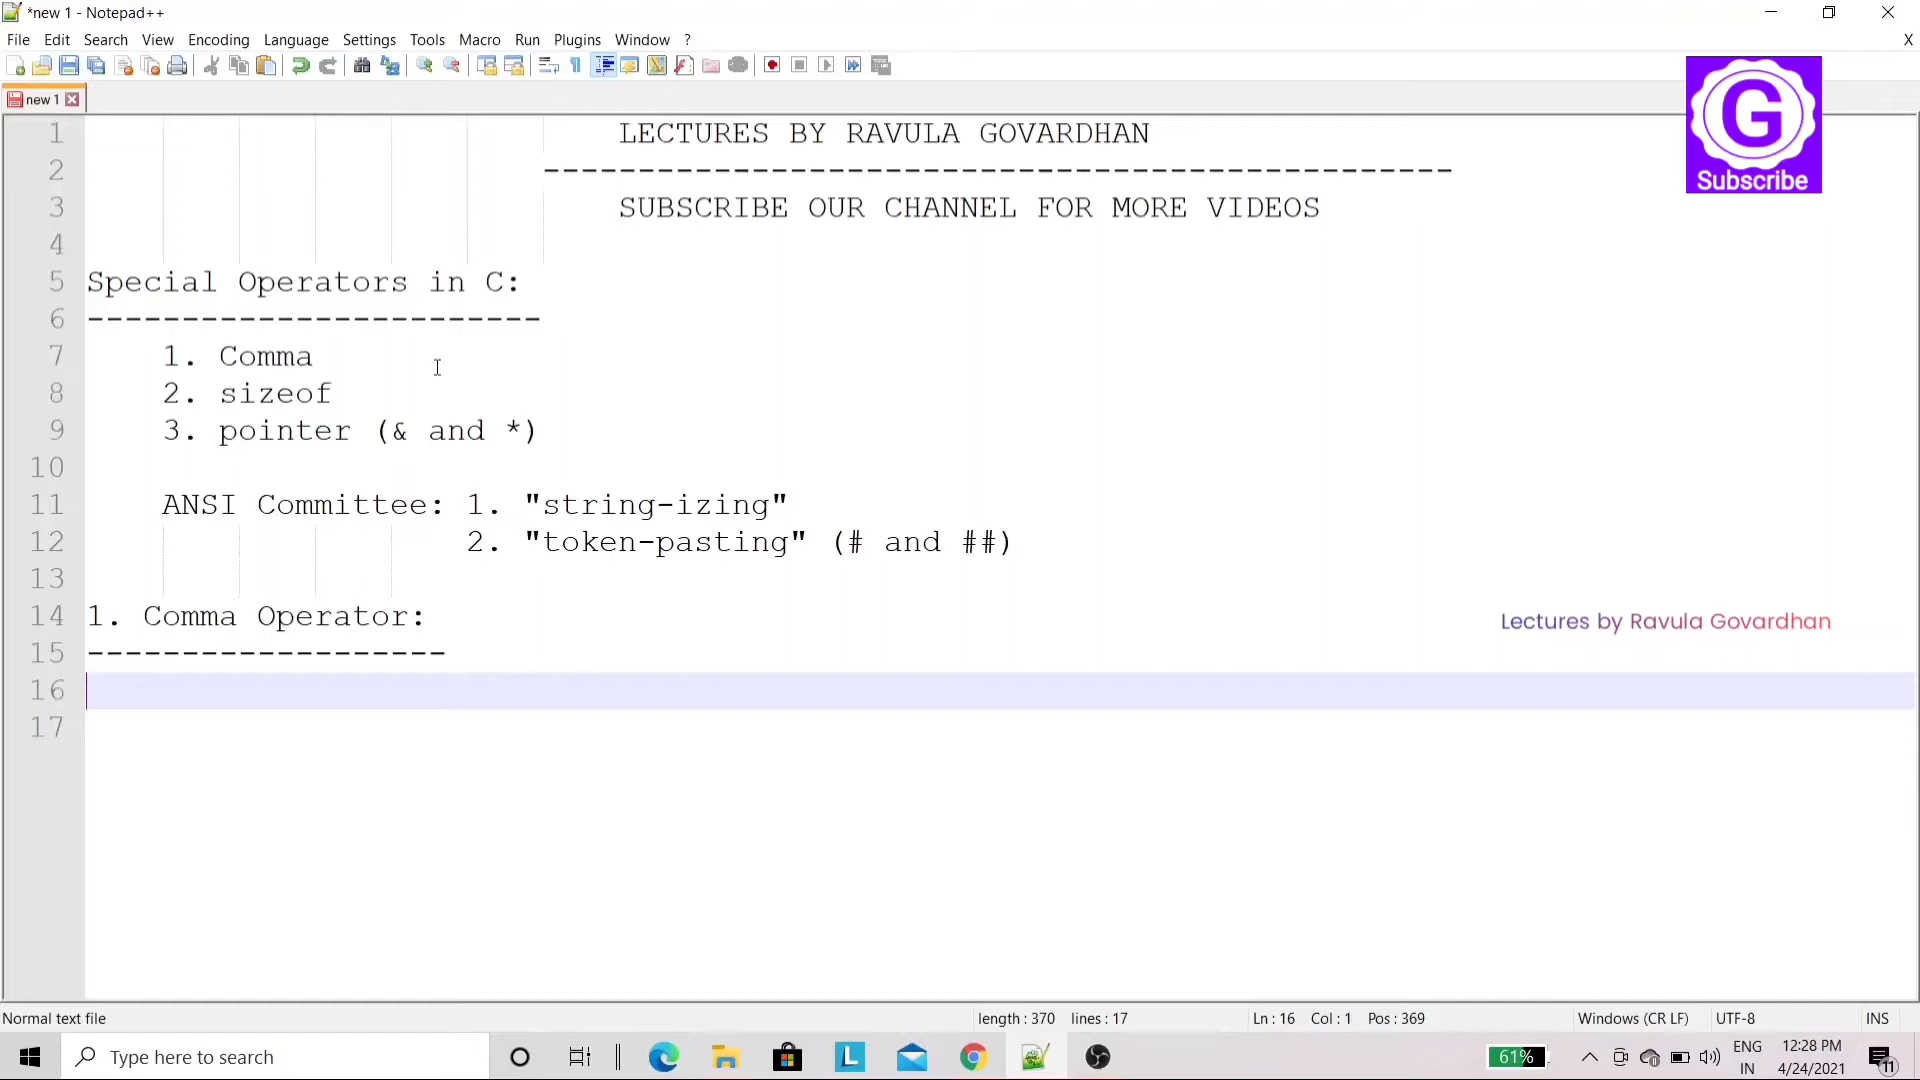 *new 1 - Notepad++
File Edit Search View Encoding Language Settings Tools Macro Run Plugins Window ? X
new 1
1 LECTURES BY RAVULA GOVARDHAN
2 ------------------------------------------------
3 SUBSCRIBE OUR CHANNEL FOR MORE VIDEOS
Subscribe
4
5 Special Operators in C:
6 ------------------------
7 1. Comma
8 2. sizeof
9 3. pointer (& and *)
10
11 ANSI Committee: 1. "string-izing"
12 2. "token-pasting" (# and ##)
13
14 1. Comma Operator:
Lectures by Ravula Govardhan
15 -------------------
16
17
Normal text file length : 370 lines : 17 Ln : 16 Col : 1 Pos : 369 Windows (CR LF) UTF-8 INS
Type here to search 61% ENG IN 12:28 PM 4/24/2021 11